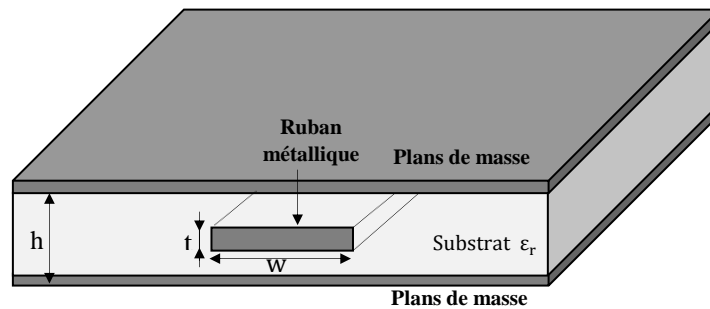 Ruban
métallique
Plans de masse
h
t
w
Substrat εr
Plans de masse